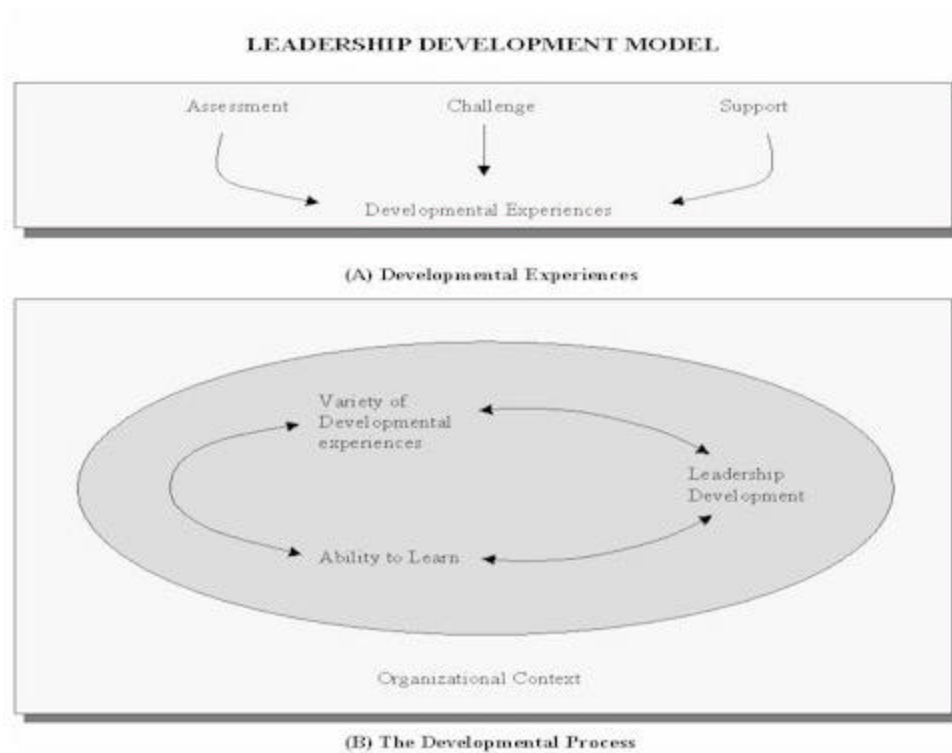 LEADERSHIP DEVELOPMENT MODEL
Assessment
Challenge
Support
Developmental Experiences
(A) Developmental Experiences
Variety of
Developmental
experiences
Leadership
Development
Ability to Learn
Organizational Context
(B) The Developmental Process